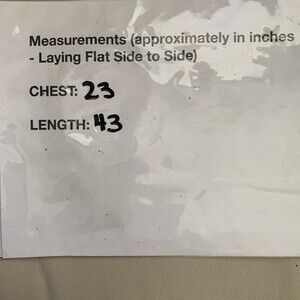 Measurements (approximately in inches
- Laying Flat Side to Side)
CHEST: 23
LENGTH: 43